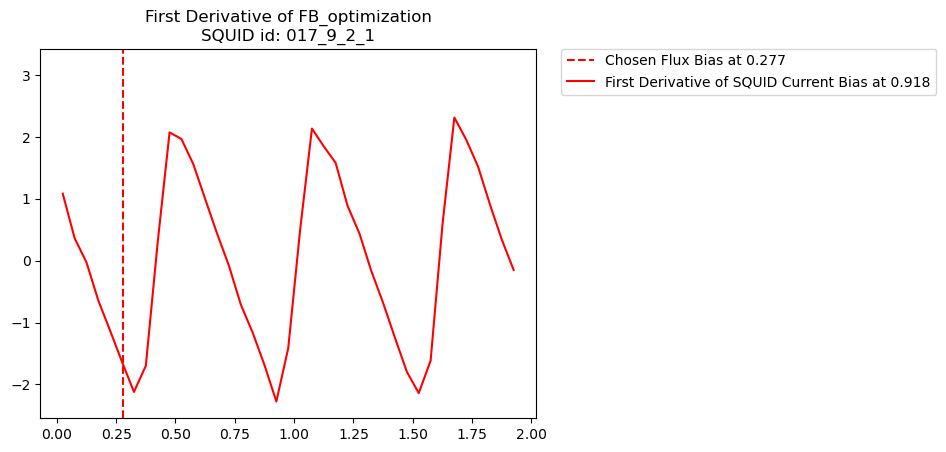 First Derivative of FB_optimization
SQUID id: 017_9_2_1
Chosen Flux Bias at 0.277
First Derivative of SQUID Current Bias at 0.918
3
2
1
0
−1
−2
0.00 0.25 0.50 0.75 1.00 1.25 1.50 1.75 2.00